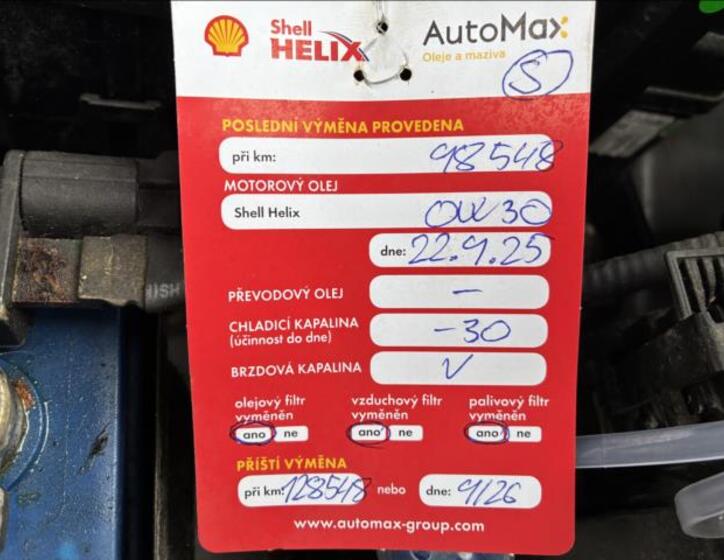 Shell HELIX
AutoMax
Oleje a maziva
S
POSLEDNÍ VÝMĚNA PROVEDENA
při km: 98548
MOTOROVÝ OLEJ
Shell Helix 0W30
dne: 22.9.25
PŘEVODOVÝ OLEJ –
CHLADICÍ KAPALINA -30
(účinnost do dne)
BRZDOVÁ KAPALINA V
olejový filtr vyměněn
ano ne
vzduchový filtr vyměněn
ano ne
palivový filtr vyměněn
ano ne
PŘÍŠTÍ VÝMĚNA
při km: 128548 nebo dne: 9/26
www.automax-group.com